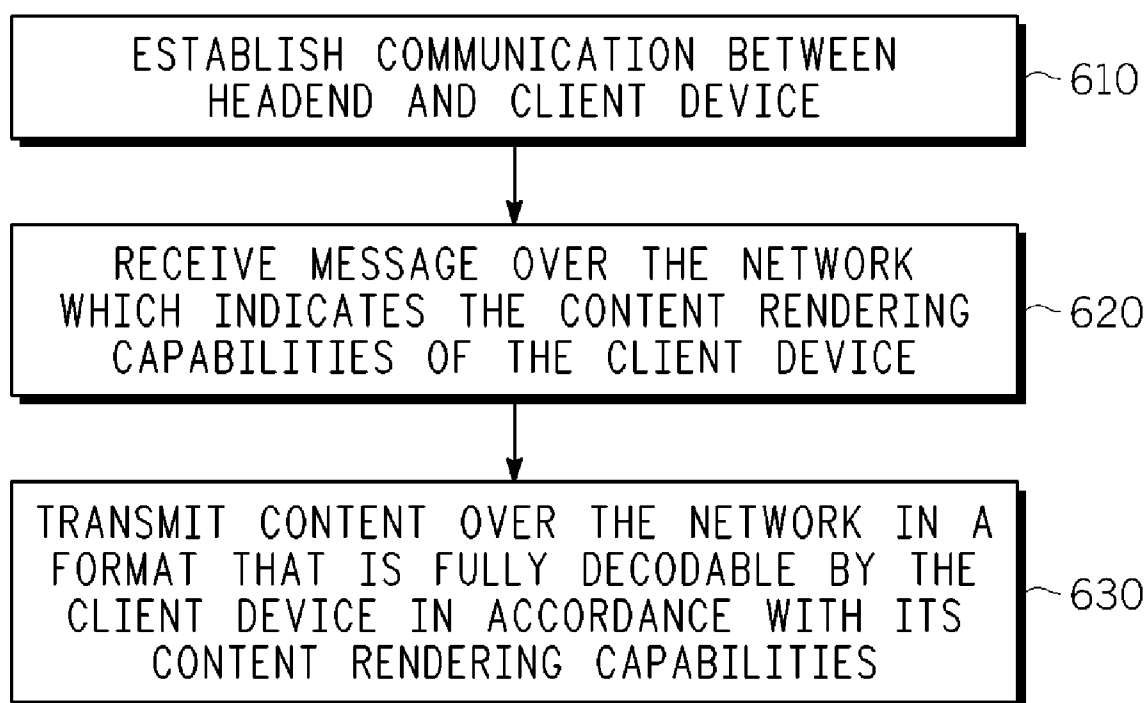 ESTABLISH COMMUNICATION BETWEEN
HEADEND AND CLIENT DEVICE
610
RECEIVE MESSAGE OVER THE NETWORK
WHICH INDICATES THE CONTENT RENDERING
CAPABILITIES OF THE CLIENT DEVICE
620
TRANSMIT CONTENT OVER THE NETWORK IN A
FORMAT THAT IS FULLY DECODABLE BY THE
CLIENT DEVICE IN ACCORDANCE WITH ITS
CONTENT RENDERING CAPABILITIES
630